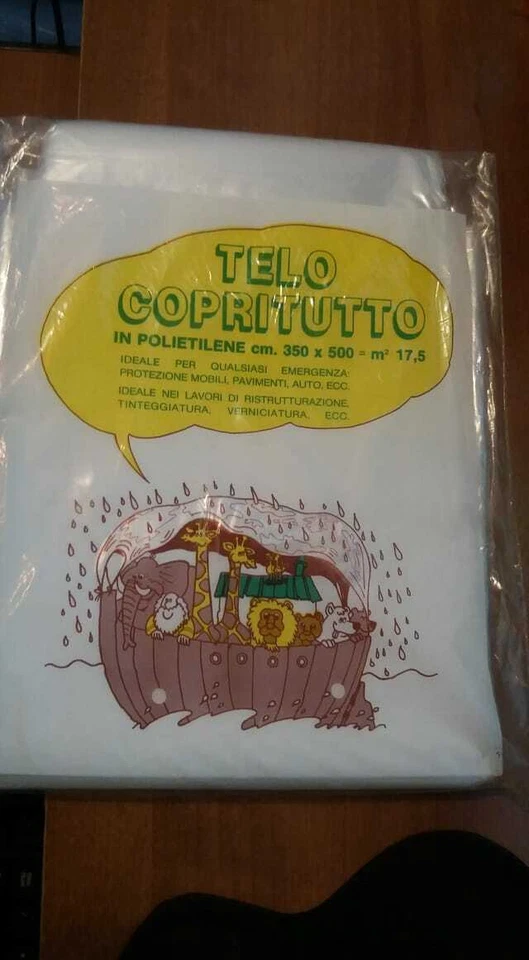 TELO
COPRITUTTO
IN POLIETILENE cm. 350 x 500 = m² 17,5
IDEALE PER QUALSIASI EMERGENZA:
PROTEZIONE MOBILI, PAVIMENTI, AUTO, ECC.
IDEALE NEI LAVORI DI RISTRUTTURAZIONE,
TINTEGGIATURA, VERNICIATURA, ECC.